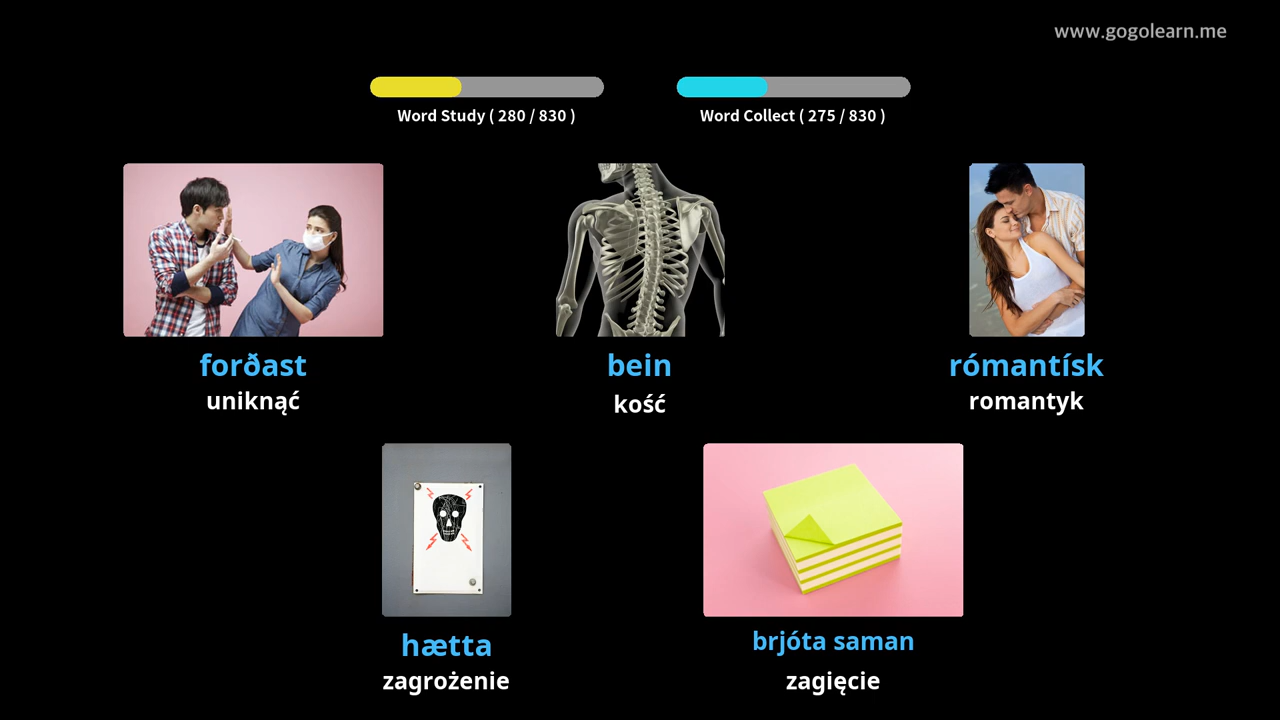 www.gogolearn.me
Word Study ( 280 / 830 )
Word Collect ( 275 / 830 )
forðast
uniknąć
bein
kość
rómantísk
romantyk
hætta
zagrożenie
brjóta saman
zagięcie